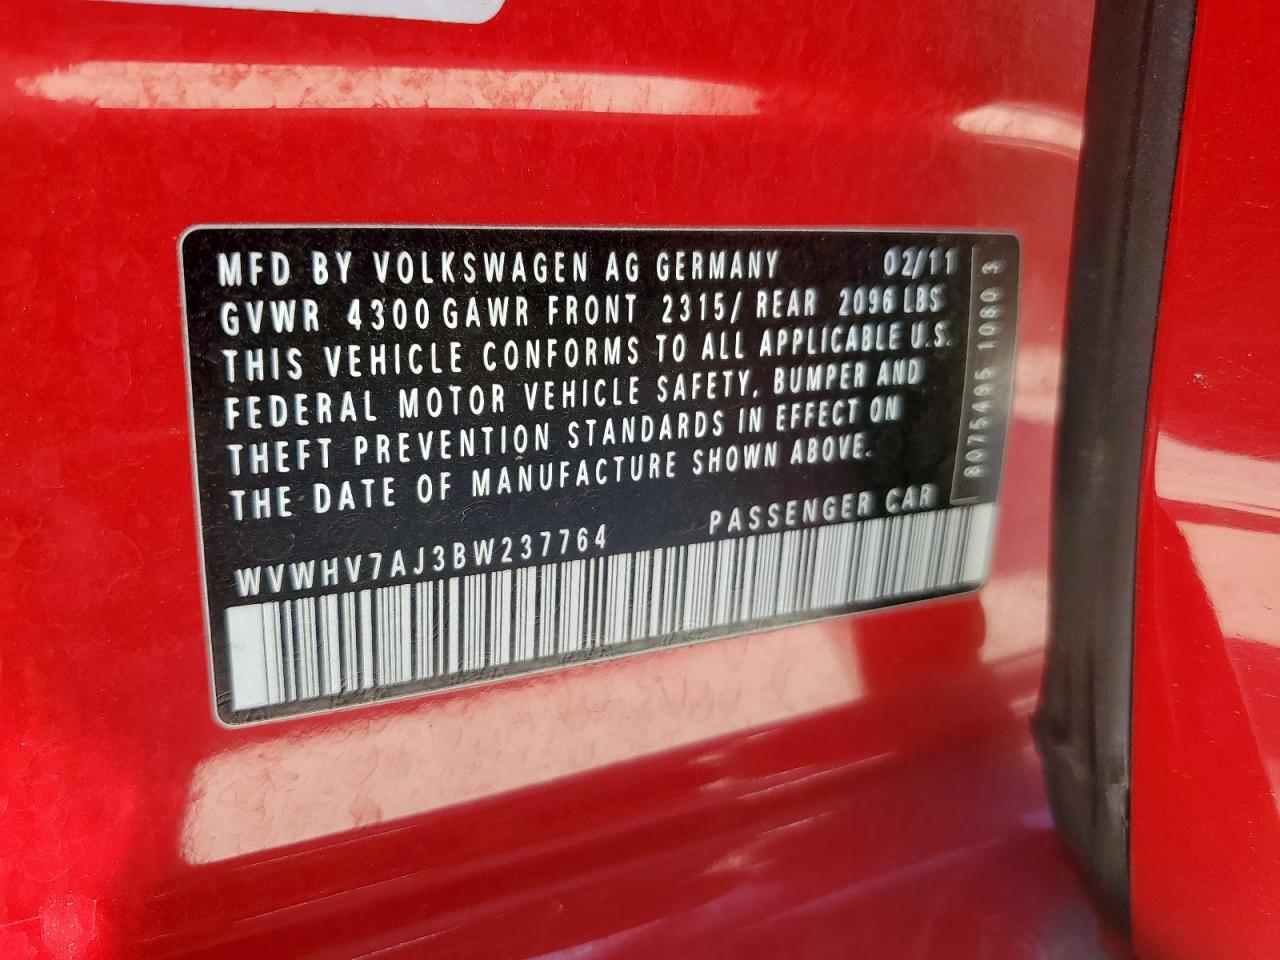 MFD BY VOLKSWAGEN AG GERMANY 02/11
GVWR 4300 GAWR FRONT 2315/ REAR 2096 LBS
THIS VEHICLE CONFORMS TO ALL APPLICABLE U.S.
FEDERAL MOTOR VEHICLE SAFETY, BUMPER AND
THEFT PREVENTION STANDARDS IN EFFECT ON
THE DATE OF MANUFACTURE SHOWN ABOVE.
WVWHV7AJ3BW237764 PASSENGER CAR
8075495 1080 3